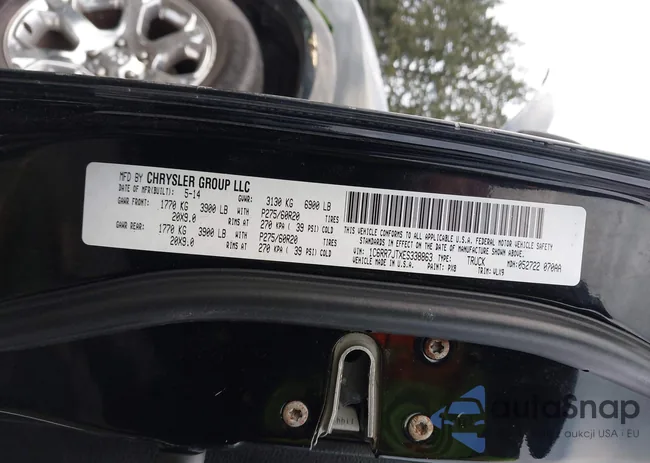 MFD BY CHRYSLER GROUP LLC
DATE OF MFR(BUILT): 5-14 GVWR: 3130 KG 6900 LB
GAWR FRONT: 1770 KG 3900 LB WITH P275/60R20 TIRES
20X9.0 RIMS AT 270 KPA ( 39 PSI) COLD
GAWR REAR: 1770 KG 3900 LB WITH P275/60R20 TIRES
20X9.0 RIMS AT 270 KPA ( 39 PSI) COLD
THIS VEHICLE CONFORMS TO ALL APPLICABLE U.S.A. FEDERAL MOTOR VEHICLE SAFETY
STANDARDS IN EFFECT ON THE DATE OF MANUFACTURE SHOWN ABOVE.
VIN: 1C6RR7JTXES338863 TYPE: TRUCK MDH:052722 070AA
VEHICLE MADE IN U.S.A. PAINT: PX8 TRIM: VLV9
autaSnap
z aukcji USA i EU